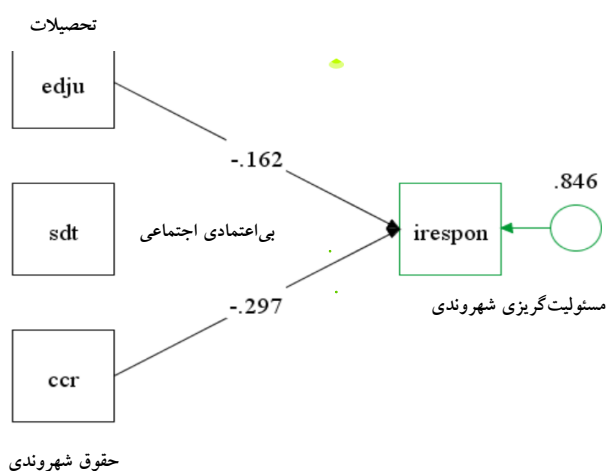 تحصیلات
edju
-.162
.846
sdt
بی‌اعتمادی اجتماعی
irespon
-.297
مسئولیت‌گریزی شهروندی
ccr
حقوق شهروندی